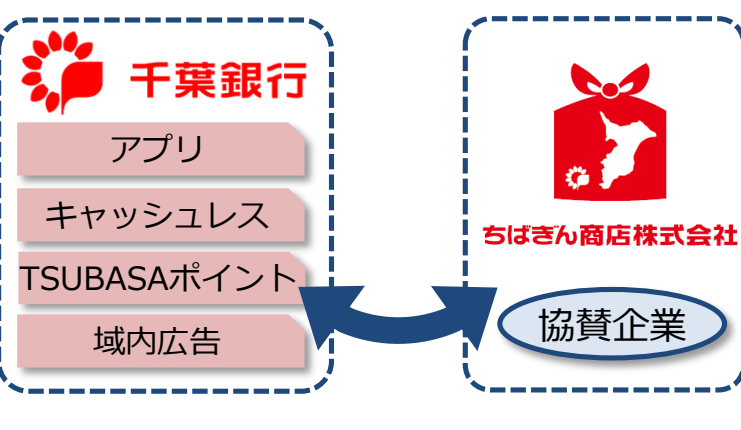 千葉銀行
アプリ
キャッシュレス
TSUBASAポイント
域内広告
ちばぎん商店株式会社
協賛企業